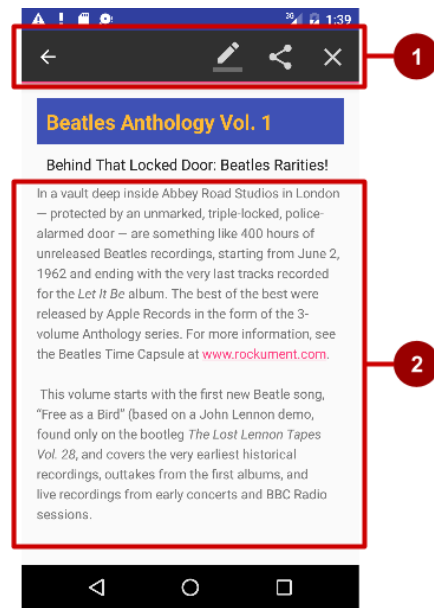 3G 1:39
1
Beatles Anthology Vol. 1
Behind That Locked Door: Beatles Rarities!
In a vault deep inside Abbey Road Studios in London
— protected by an unmarked, triple-locked, police-
alarmed door — are something like 400 hours of
unreleased Beatles recordings, starting from June 2,
1962 and ending with the very last tracks recorded
for the Let It Be album. The best of the best were
released by Apple Records in the form of the 3-
volume Anthology series. For more information, see
the Beatles Time Capsule at www.rockument.com.
2
This volume starts with the first new Beatle song,
“Free as a Bird” (based on a John Lennon demo,
found only on the bootleg The Lost Lennon Tapes
Vol. 28, and covers the very earliest historical
recordings, outtakes from the first albums, and
live recordings from early concerts and BBC Radio
sessions.